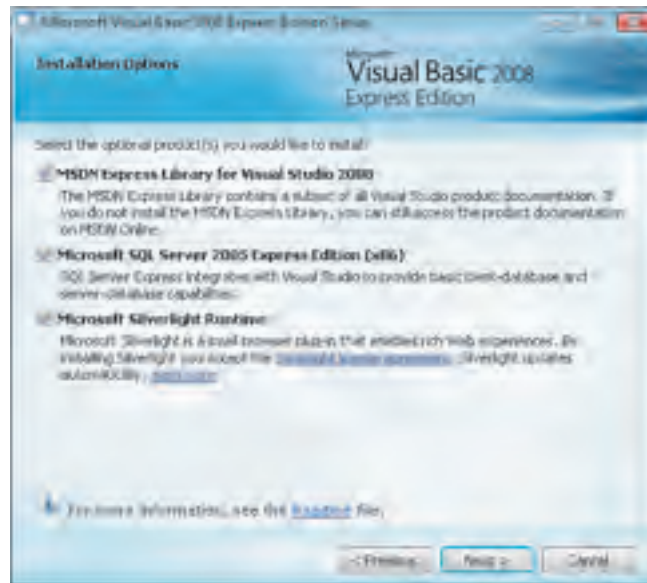 Microsoft Visual Basic 2008 Express Edition Setup
Installation Options
Microsoft
Visual Basic 2008
Express Edition
Select the optional product(s) you would like to install:
MSDN Express Library for Visual Studio 2008
The MSDN Express Library contains a subset of all Visual Studio product documentation. If
you do not install the MSDN Express Library, you can still access the product documentation
on MSDN Online.
Microsoft SQL Server 2005 Express Edition (x86)
SQL Server Express integrates with Visual Studio to provide basic client-database and
server-database capabilities.
Microsoft Silverlight Runtime
Microsoft Silverlight is a small browser plug-in that enables rich Web experiences. By
installing Silverlight you accept the Silverlight license agreement. Silverlight updates
automatically, learn more.
For more information, see the Readme file.
< Previous
Next >
Cancel